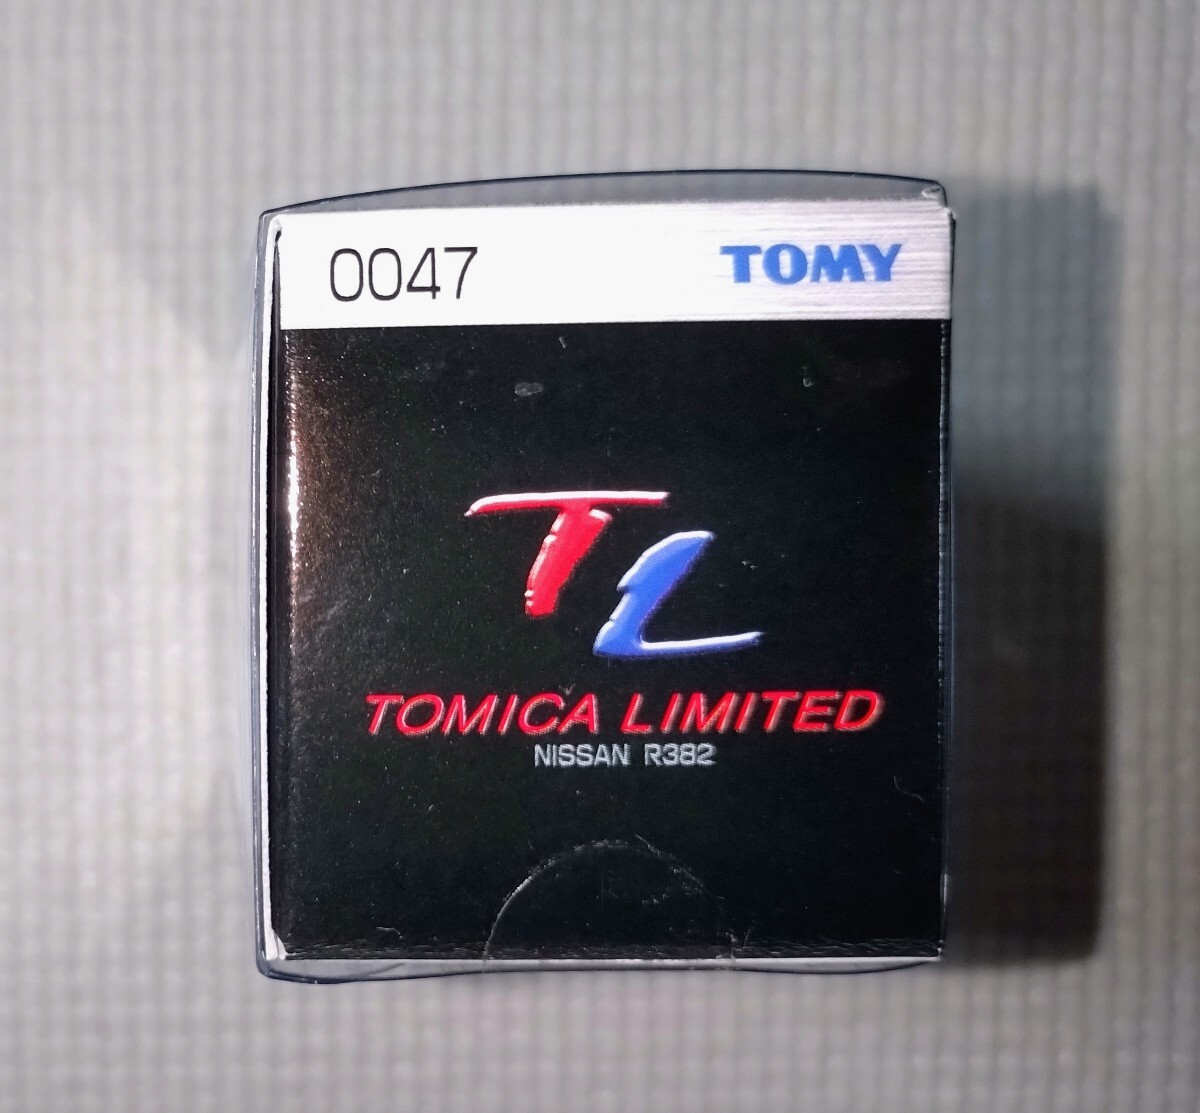 0047 TOMY
TL
TOMICA LIMITED
NISSAN R382